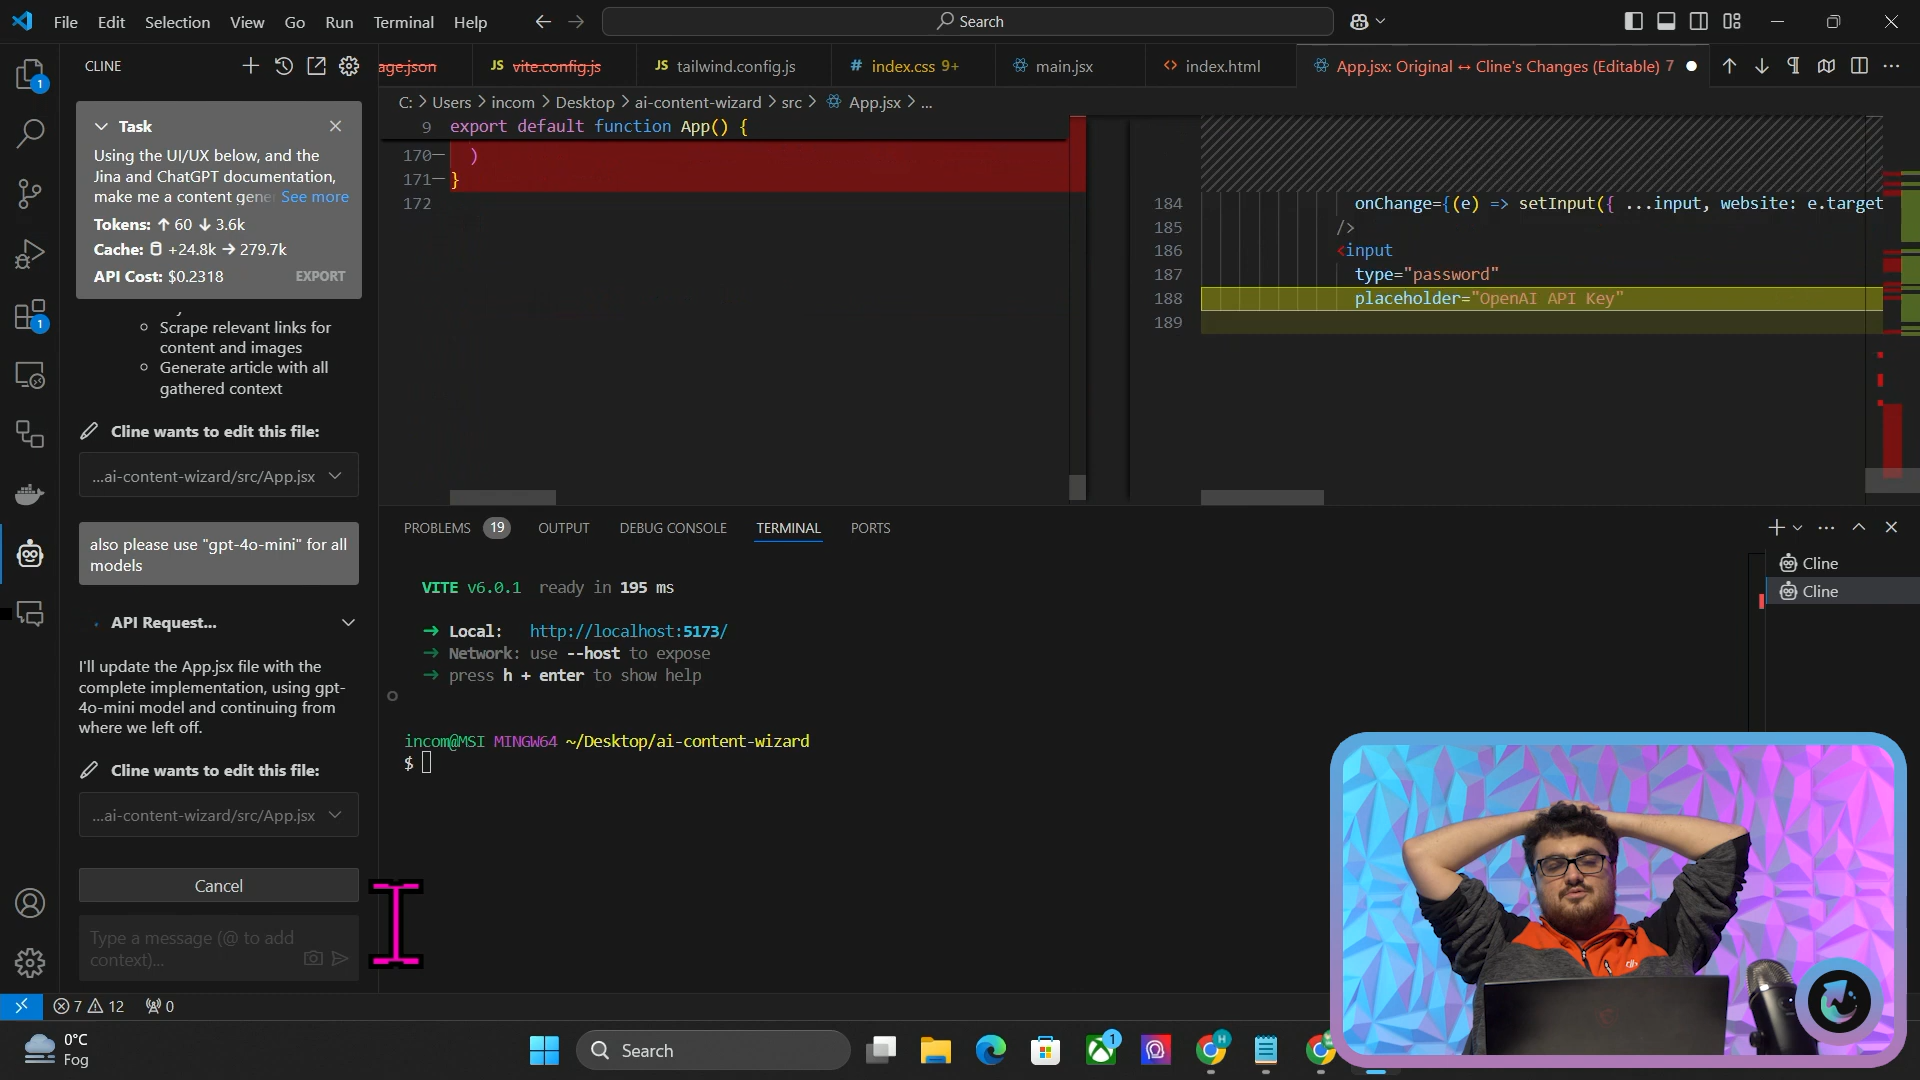 File Edit Selection View Go Run Terminal Help
Search
CLINE
age.json
JS vite.config.js
JS tailwind.config.js
# index.css 9+
main.jsx
<> index.html
App.jsx: Original ↔ Cline's Changes (Editable) 7
1
Task
Using the UI/UX below, and the
Jina and ChatGPT documentation,
make me a content gene See more
Tokens: ↑ 60 ↓ 3.6k
Cache: +24.8k → 279.7k
API Cost: $0.2318 EXPORT
Scrape relevant links for
content and images
Generate article with all
gathered context
1
Cline wants to edit this file:
...ai-content-wizard/src/App.jsx
also please use "gpt-4o-mini" for all
models
API Request...
I'll update the App.jsx file with the
complete implementation, using gpt-
4o-mini model and continuing from
where we left off.
Cline wants to edit this file:
...ai-content-wizard/src/App.jsx
Cancel
Type a message (@ to add
context)...
C: > Users > incom > Desktop > ai-content-wizard > src > App.jsx > ...
9 export default function App() {
170− )
171− }
172
184 onChange={(e) => setInput({ ...input, website: e.target
185 />
186 <input
187 type="password"
188 placeholder="OpenAI API Key"
189
PROBLEMS 19 OUTPUT DEBUG CONSOLE TERMINAL PORTS
VITE v6.0.1 ready in 195 ms
→ Local: http://localhost:5173/
→ Network: use --host to expose
→ press h + enter to show help
incom@MSI MINGW64 ~/Desktop/ai-content-wizard
$
Cline
Cline
7 12 0
0°C
Fog
Search
1